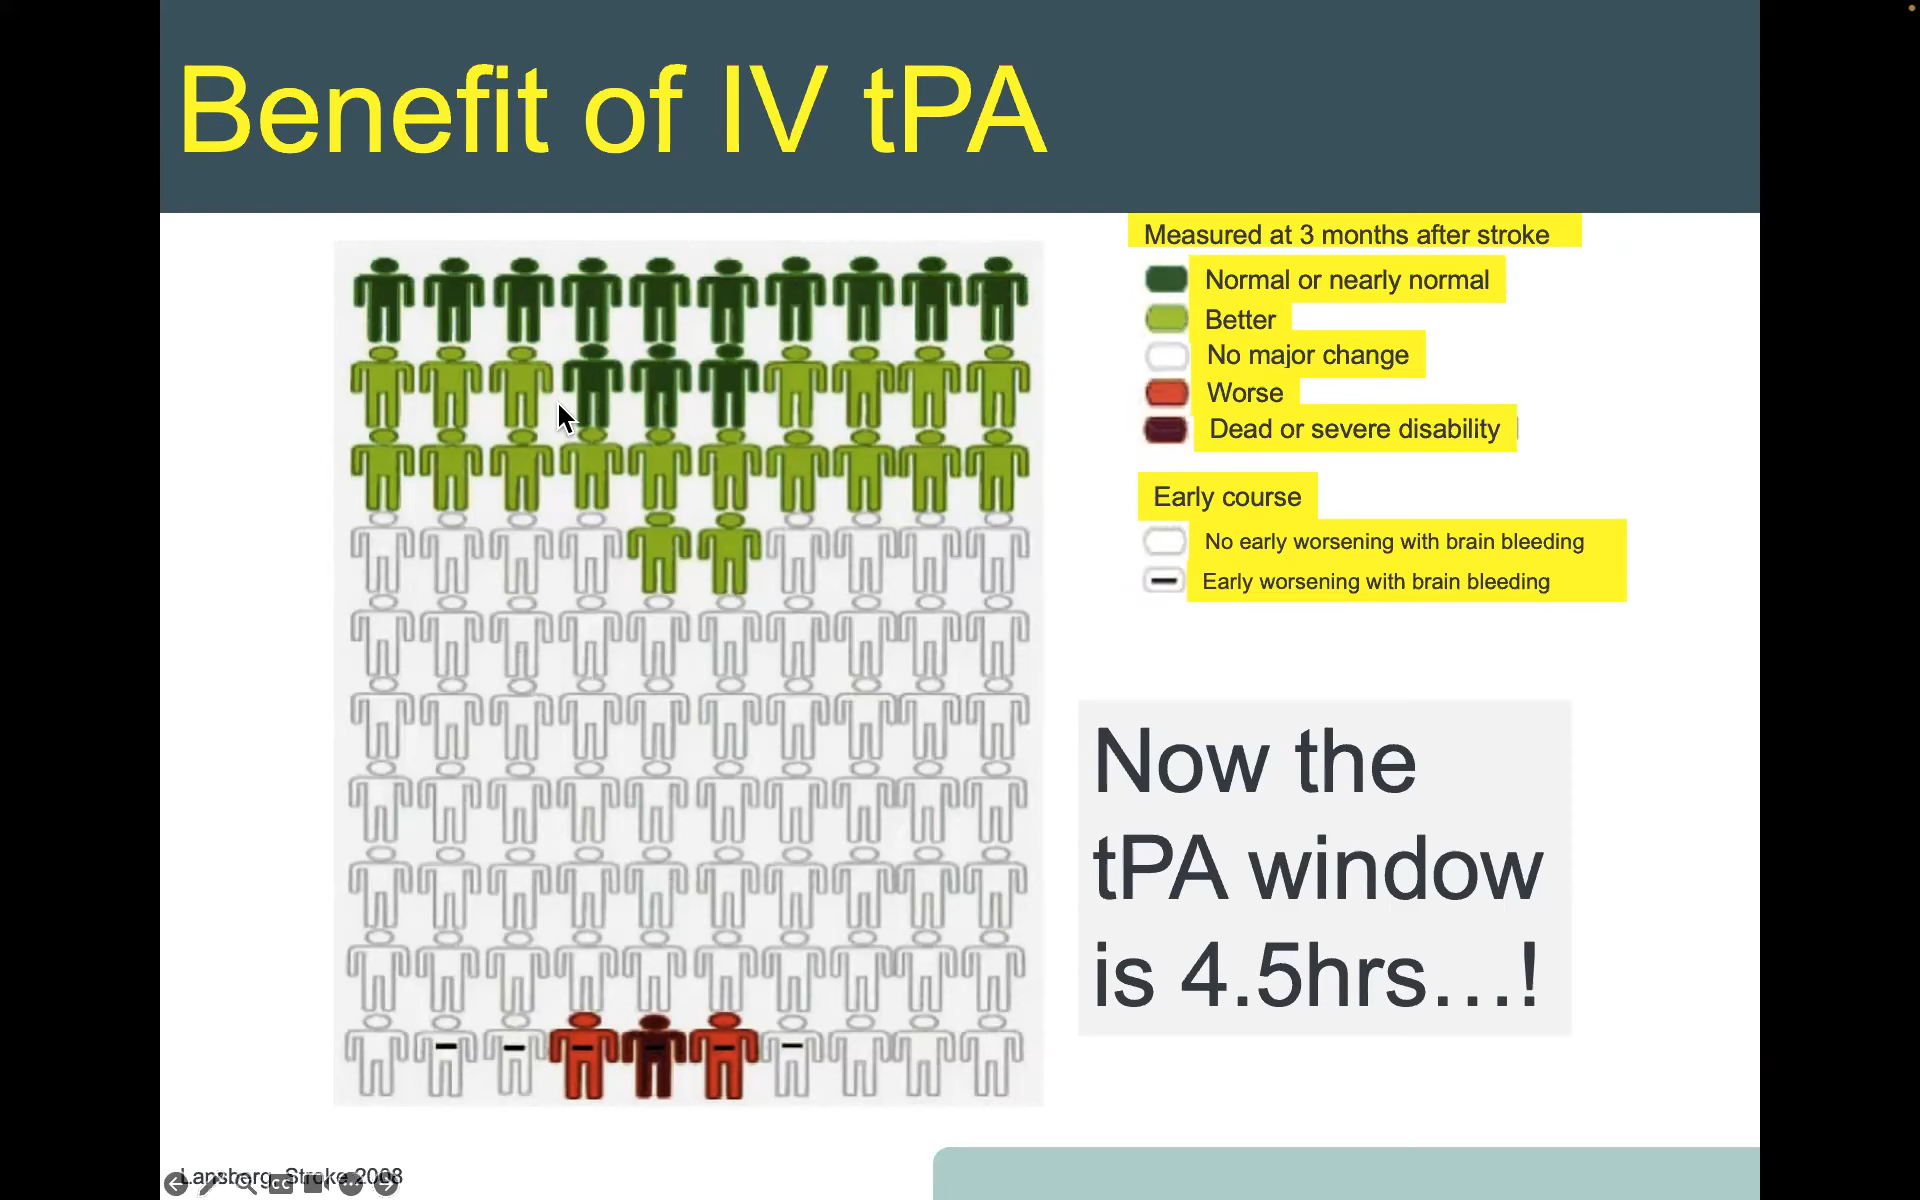 Benefit of IV tPA
Measured at 3 months after stroke
Normal or nearly normal
Better
No major change
Worse
Dead or severe disability
Early course
No early worsening with brain bleeding
Early worsening with brain bleeding
Now the
tPA window
is 4.5hrs...!
Lansberg, Stroke 2008
CC